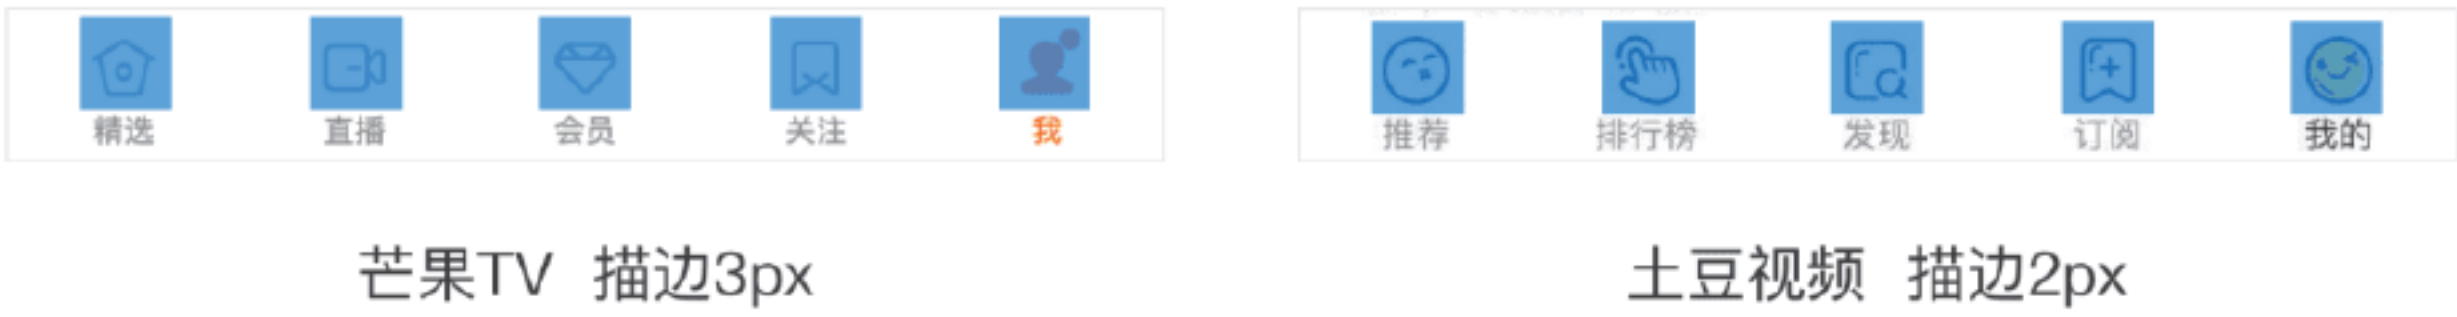 精选 直播 会员 关注 我
推荐 排行榜 发现 订阅 我的
芒果TV 描边3px
土豆视频 描边2px